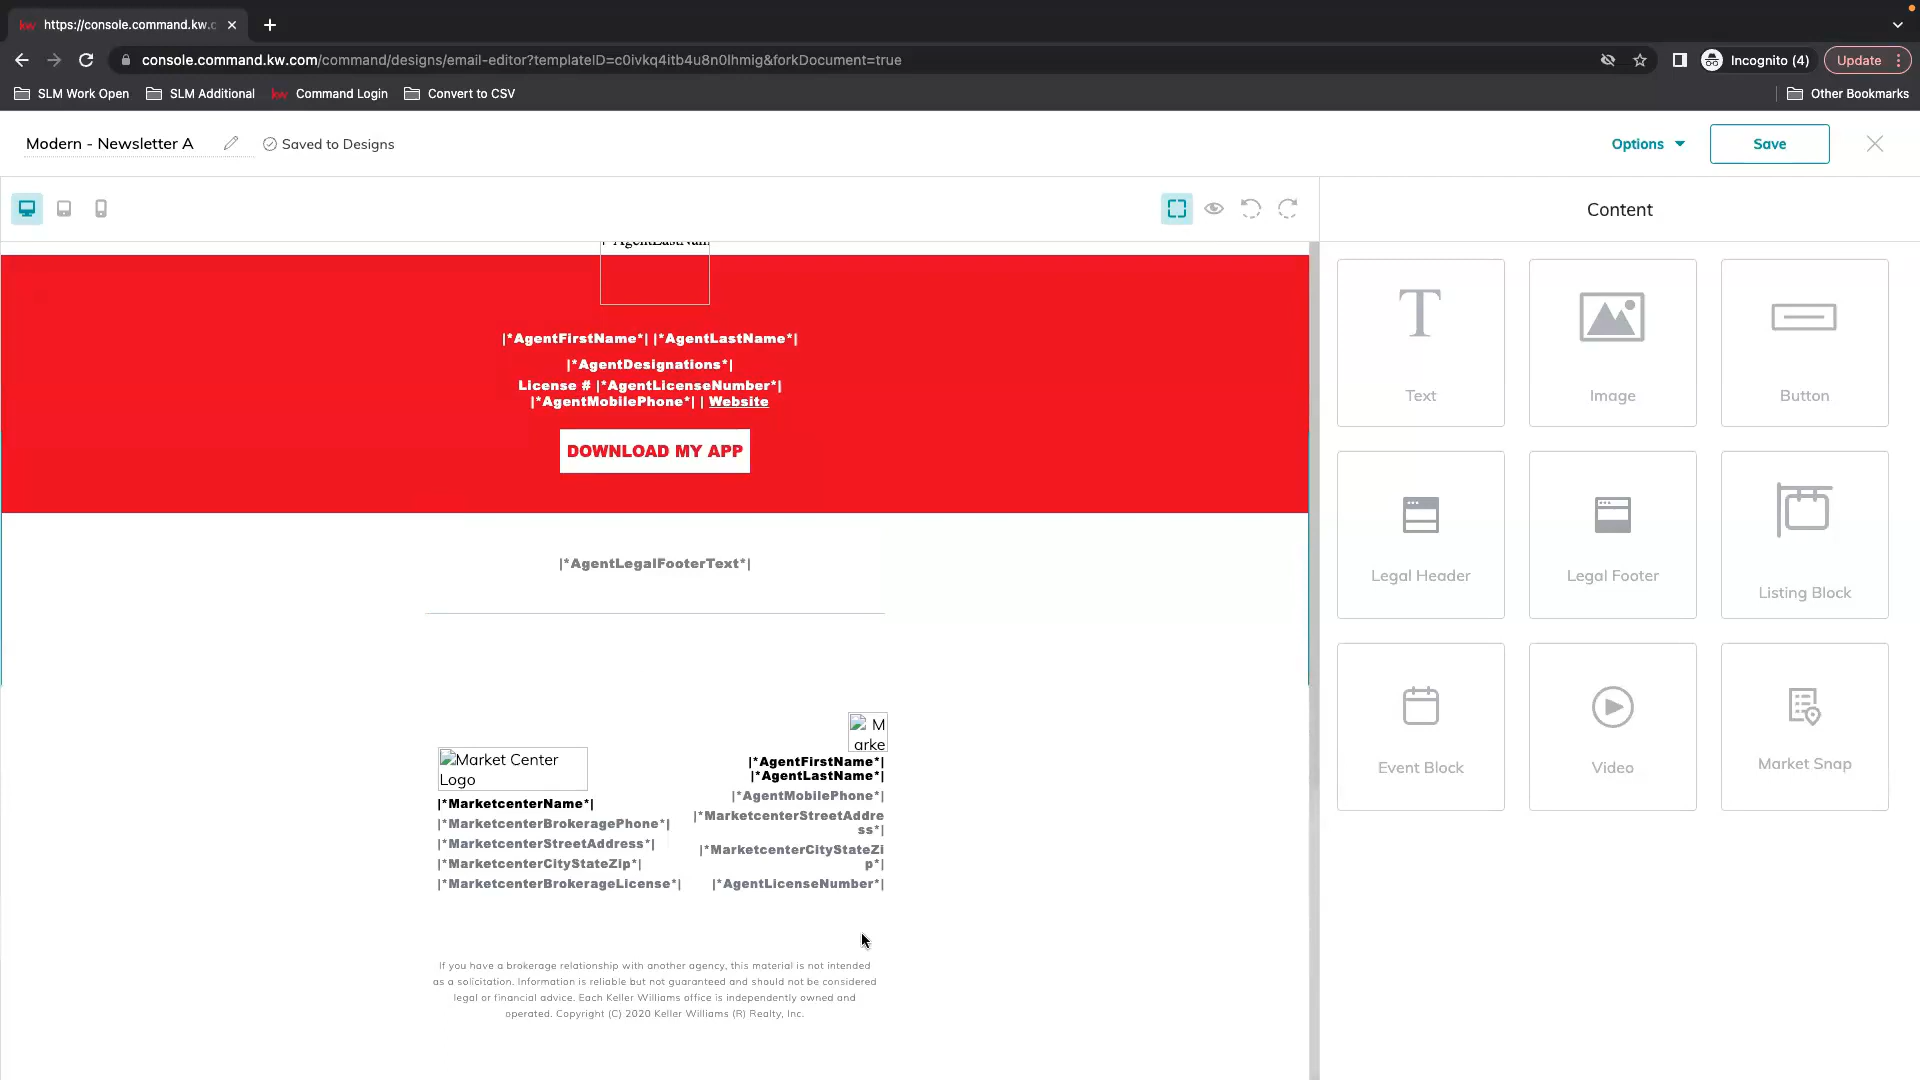 kw https://console.command.kw.c
console.command.kw.com/command/designs/email-editor?templateID=c0ivkq4itb4u8n0lhmig&forkDocument=true
Incognito (4)
Update
SLM Work Open
SLM Additional
kw Command Login
Convert to CSV
Other Bookmarks
Modern - Newsletter A
Saved to Designs
Options
Save
Content
|*AgentFirstName*| |*AgentLastName*|
|*AgentDesignations*|
License # |*AgentLicenseNumber*|
|*AgentMobilePhone*| | Website
DOWNLOAD MY APP
|*AgentLegalFooterText*|
Market Center
Logo
|*MarketcenterName*|
|*MarketcenterBrokeragePhone*|
|*MarketcenterStreetAddress*|
|*MarketcenterCityStateZip*|
|*MarketcenterBrokerageLicense*|
M
arke
|*AgentFirstName*|
|*AgentLastName*|
|*AgentMobilePhone*|
|*MarketcenterStreetAddre
ss*|
|*MarketcenterCityStateZi
p*|
|*AgentLicenseNumber*|
If you have a brokerage relationship with another agency, this material is not intended
as a solicitation. Information is reliable but not guaranteed and should not be considered
legal or financial advice. Each Keller Williams office is independently owned and
operated. Copyright (C) 2020 Keller Williams (R) Realty, Inc.
Text
Image
Button
Legal Header
Legal Footer
Listing Block
Event Block
Video
Market Snap